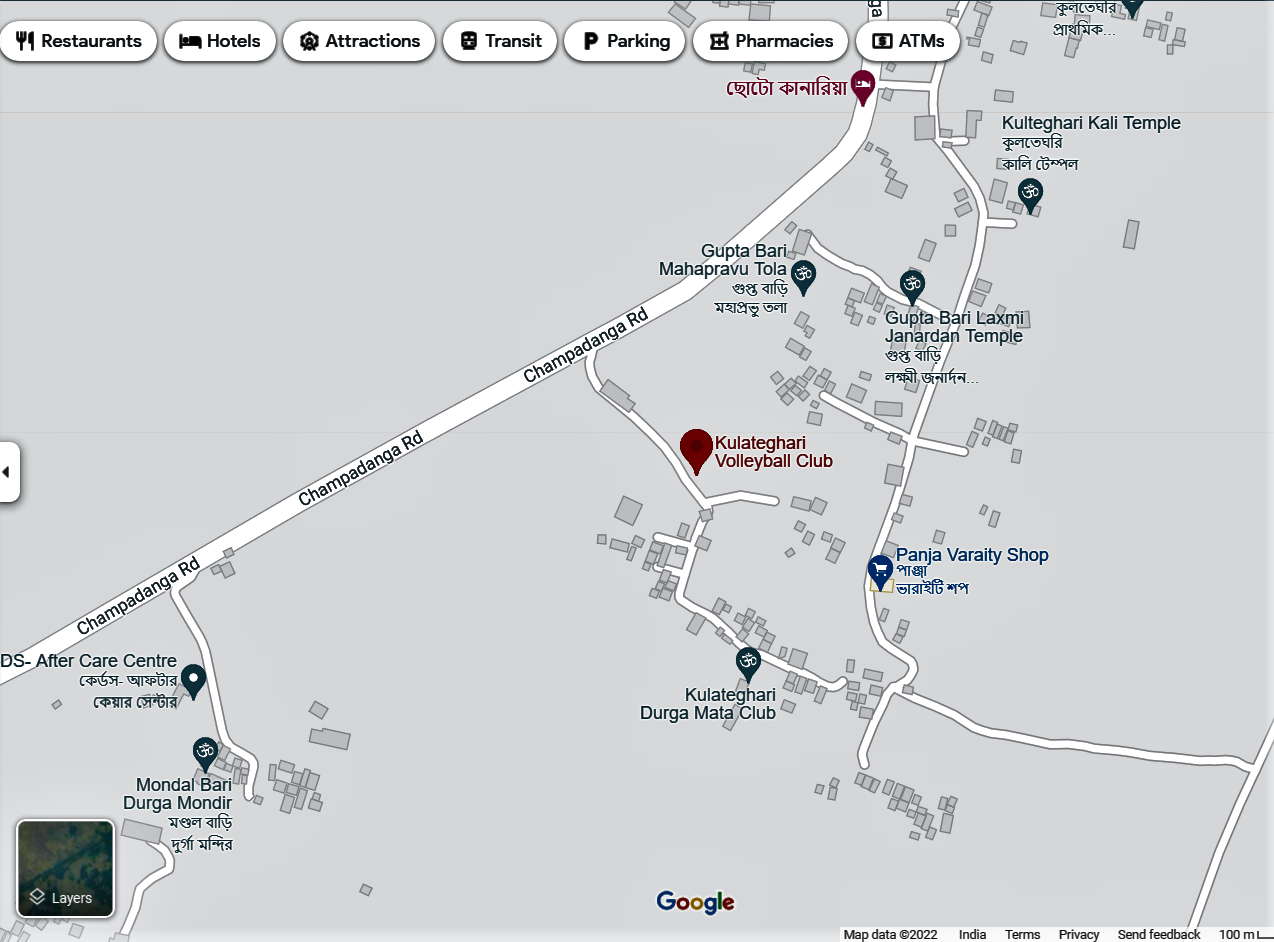 Restaurants
Hotels
Attractions
Transit
Parking
Pharmacies
ATMs
ga
কুলতেঘরি
প্রাথমিক...
ছোটো কানারিয়া
Kulteghari Kali Temple
কুলতেঘরি
কালি টেম্পল
Gupta Bari
Mahapravu Tola
গুপ্ত বাড়ি
মহাপ্রভু তলা
Gupta Bari Laxmi
Janardan Temple
গুপ্ত বাড়ি
লক্ষ্মী জনার্দন...
Champadanga Rd
Champadanga Rd
Champadanga Rd
Kulateghari
Volleyball Club
Panja Varaity Shop
পাঞ্জা
ভারাইটি শপ
DS- After Care Centre
কের্ডস- আফটার
কেয়ার সেন্টার
Kulateghari
Durga Mata Club
Mondal Bari
Durga Mondir
মণ্ডল বাড়ি
দুর্গা মন্দির
Layers
Google
Map data ©2022 India Terms Privacy Send feedback 100 m